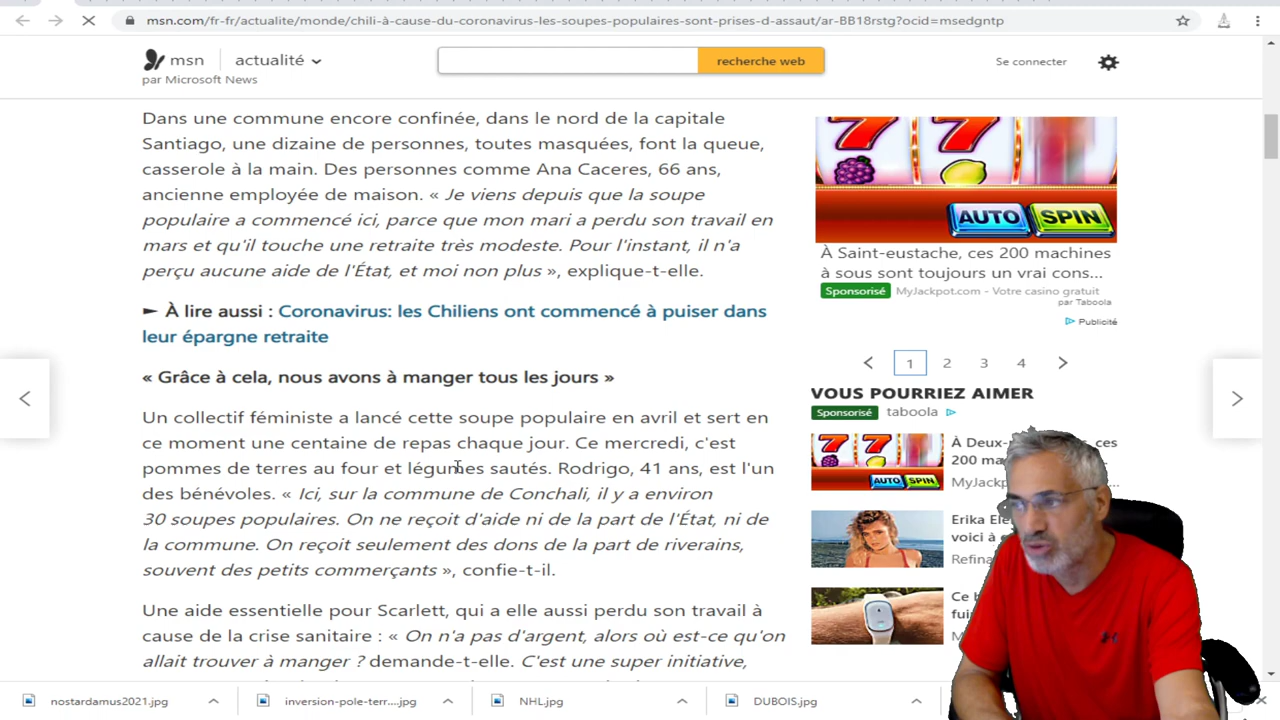 msn.com/fr-fr/actualite/monde/chili-à-cause-du-coronavirus-les-soupes-populaires-sont-prises-d-assaut/ar-BB18rstg?ocid=msedgntp
msn actualité
par Microsoft News
recherche web
Se connecter
Dans une commune encore confinée, dans le nord de la capitale
Santiago, une dizaine de personnes, toutes masquées, font la queue,
casserole à la main. Des personnes comme Ana Caceres, 66 ans,
ancienne employée de maison. « Je viens depuis que la soupe
populaire a commencé ici, parce que mon mari a perdu son travail en
mars et qu'il touche une retraite très modeste. Pour l'instant, il n'a
perçu aucune aide de l'État, et moi non plus », explique-t-elle.
► À lire aussi : Coronavirus: les Chiliens ont commencé à puiser dans
leur épargne retraite
« Grâce à cela, nous avons à manger tous les jours »
Un collectif féministe a lancé cette soupe populaire en avril et sert en
ce moment une centaine de repas chaque jour. Ce mercredi, c'est
pommes de terres au four et légumes sautés. Rodrigo, 41 ans, est l'un
des bénévoles. « Ici, sur la commune de Conchali, il y a environ
30 soupes populaires. On ne reçoit d'aide ni de la part de l'État, ni de
la commune. On reçoit seulement des dons de la part de riverains,
souvent des petits commerçants », confie-t-il.
Une aide essentielle pour Scarlett, qui a elle aussi perdu son travail à
cause de la crise sanitaire : « On n'a pas d'argent, alors où est-ce qu'on
allait trouver à manger ? demande-t-elle. C'est une super initiative,
7 7
AUTO SPIN
À Saint-eustache, ces 200 machines
à sous sont toujours un vrai cons...
Sponsorisé MyJackpot.com - Votre casino gratuit
par Taboola
Publicité
1 2 3 4
VOUS POURRIEZ AIMER
Sponsorisé taboola
7 7
AUTO SPIN
À Deux- ces
200 ma
MyJackp
Erika Ele
voici à
Refina
Ce b
fui
nostardamus2021.jpg
inversion-pole-terr....jpg
NHL.jpg
DUBOIS.jpg